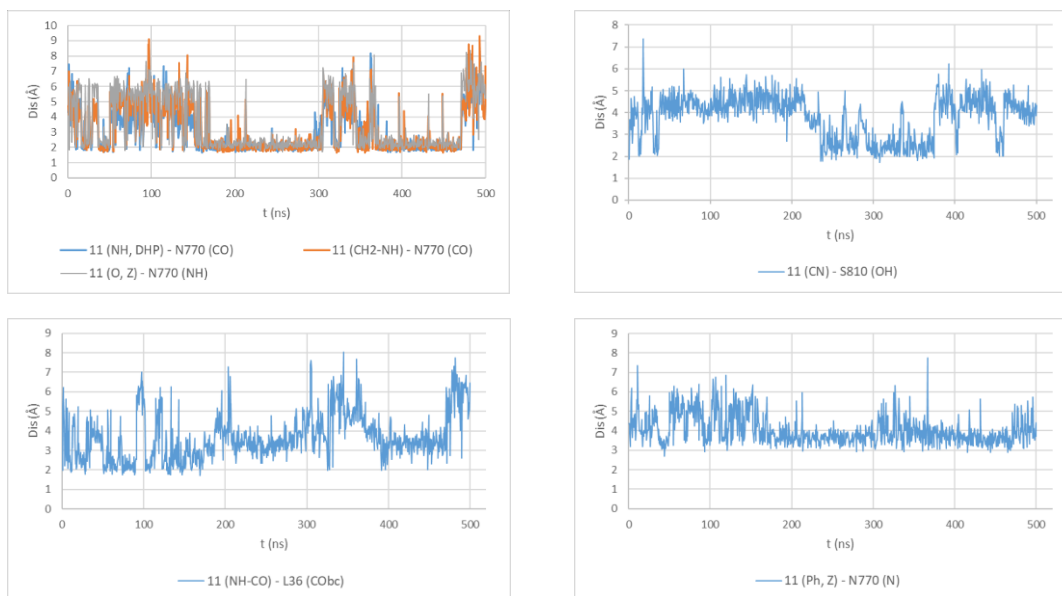 10
9
8
7
6
5
4
3
2
1
0
Dis (Å)
0 100 200 300 400 500
t (ns)
11 (NH, DHP) - N770 (CO)
11 (CH2-NH) - N770 (CO)
11 (O, Z) - N770 (NH)
8
7
6
5
4
3
2
1
0
Dis (Å)
0 100 200 300 400 500
t (ns)
11 (CN) - S810 (OH)
9
8
7
6
5
4
3
2
1
0
Dis (Å)
0 100 200 300 400 500
t (ns)
11 (NH-CO) - L36 (CObc)
9
8
7
6
5
4
3
2
1
0
Dis (Å)
0 100 200 300 400 500
t (ns)
11 (Ph, Z) - N770 (N)